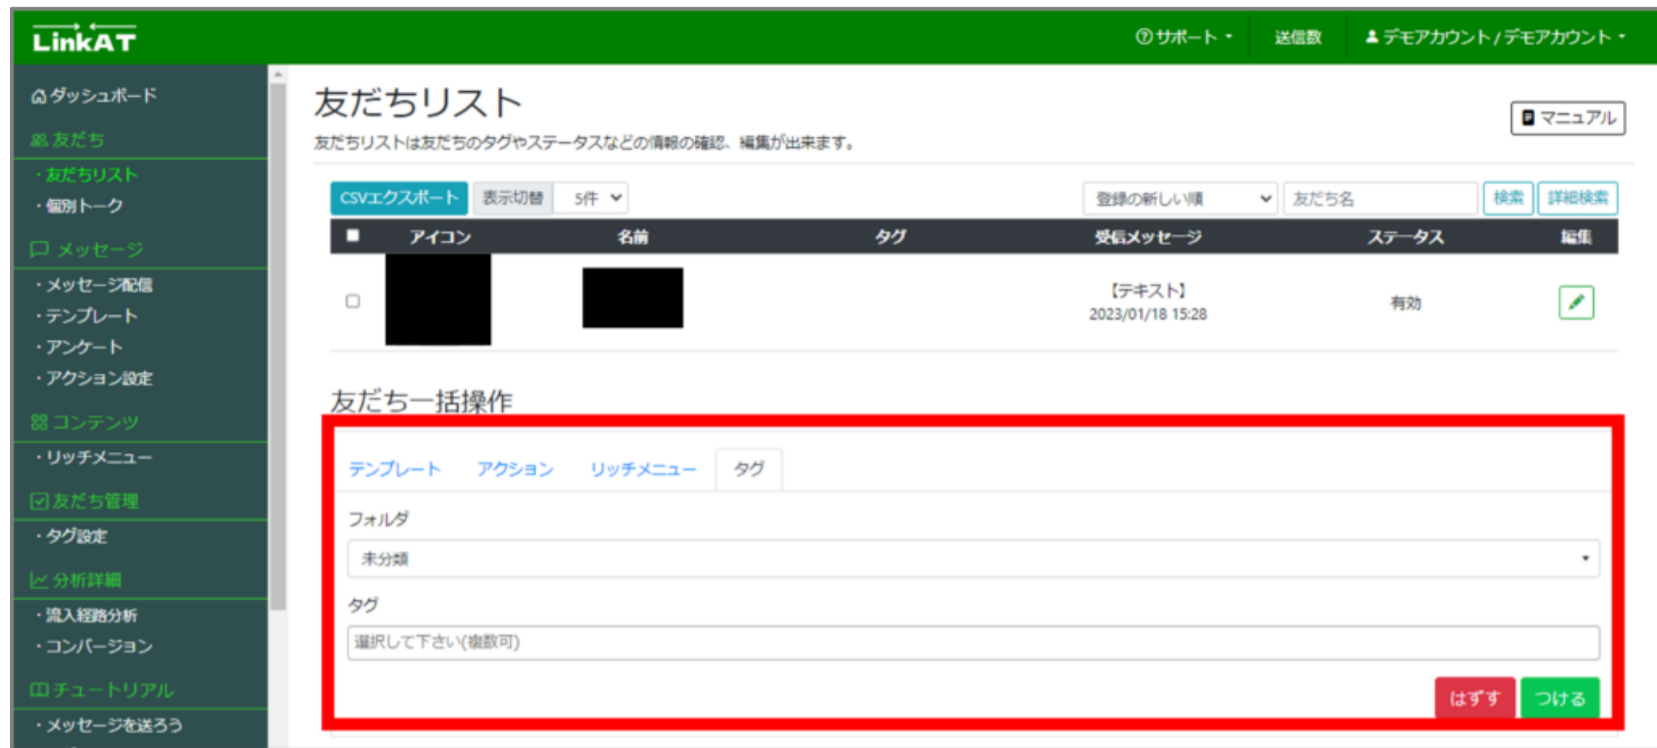 LinkAT
サポート
送信数
デモアカウント / デモアカウント
ダッシュボード
友だち
・友だちリスト
・個別トーク
メッセージ
・メッセージ配信
・テンプレート
・アンケート
・アクション設定
コンテンツ
・リッチメニュー
友だち管理
・タグ設定
分析詳細
・流入経路分析
・コンバージョン
チュートリアル
・メッセージを送ろう
友だちリスト
マニュアル
友だちリストは友だちのタグやステータスなどの情報の確認、編集が出来ます。
CSVエクスポート 表示切替 5件 登録の新しい順 友だち名 検索 詳細検索
アイコン 名前 タグ 受信メッセージ ステータス 編集
【テキスト】
2023/01/18 15:28
有効
友だち一括操作
テンプレート アクション リッチメニュー タグ
フォルダ
未分類
タグ
選択して下さい(複数可)
はずす つける